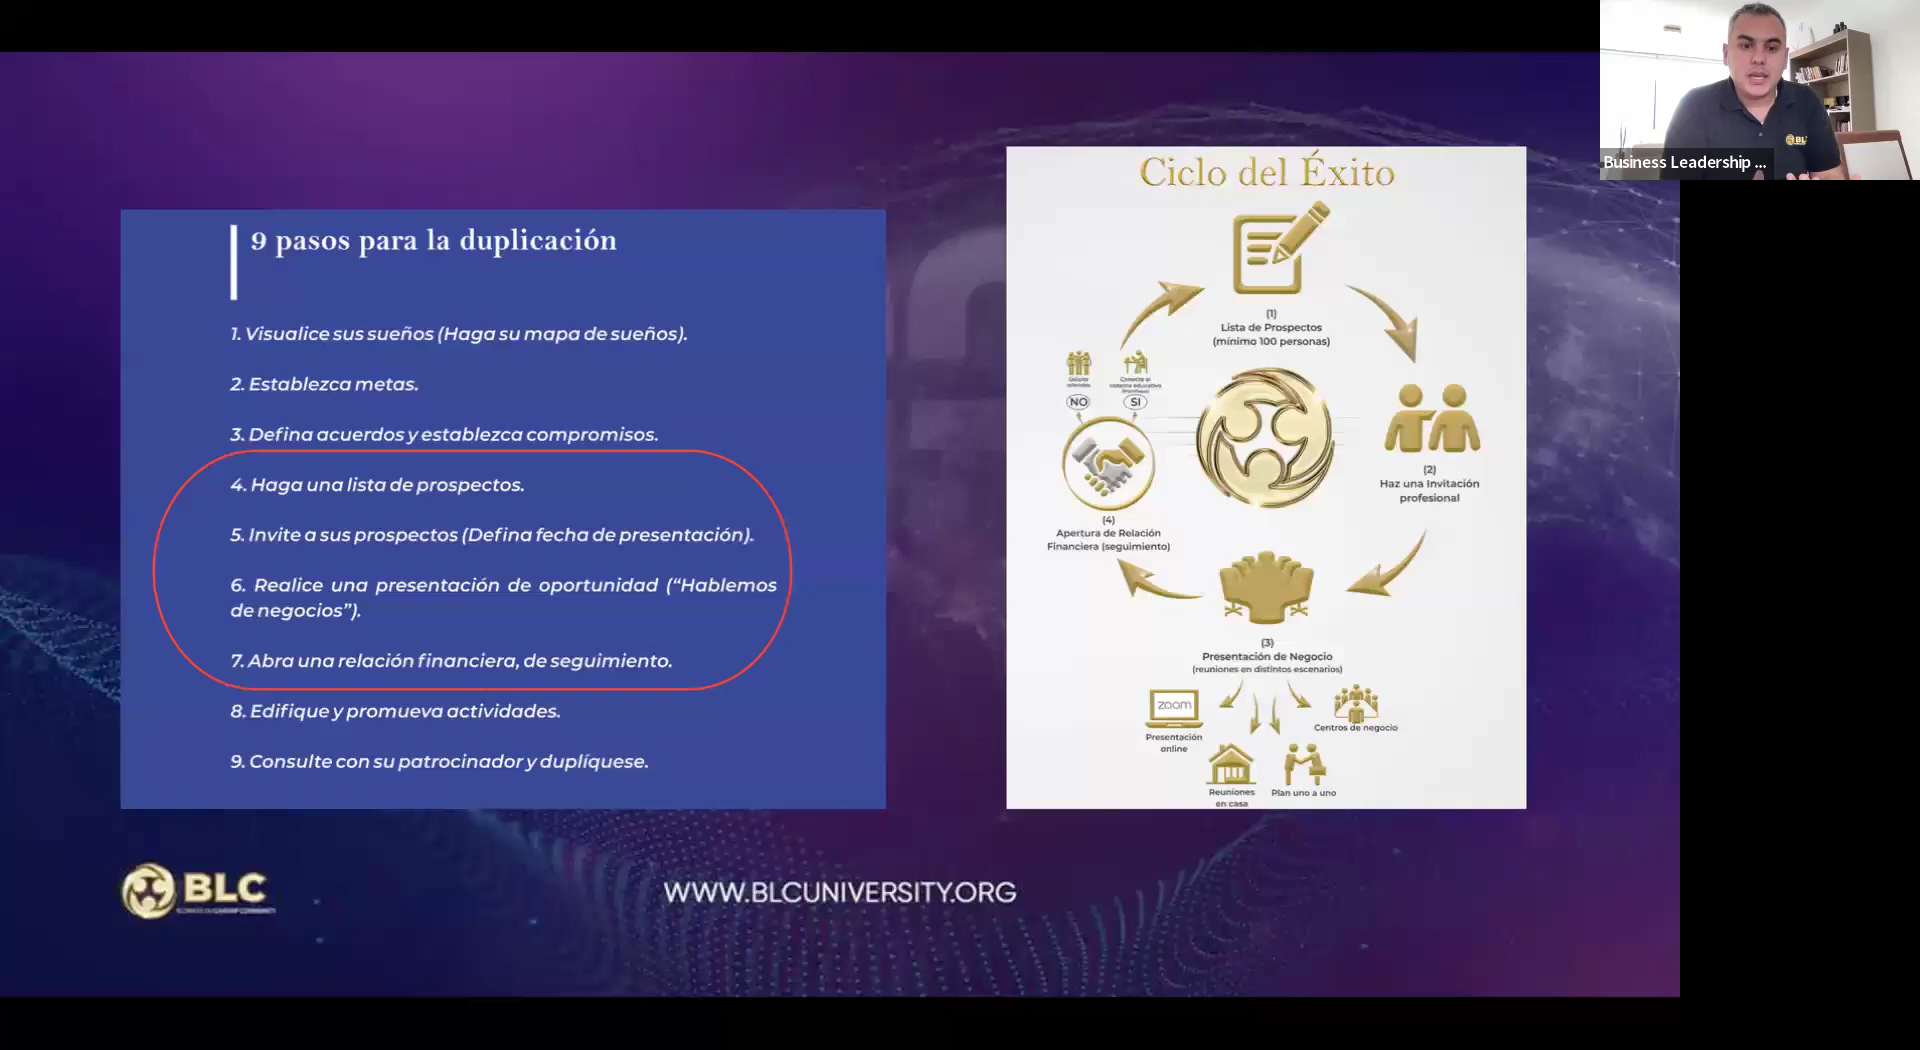 Business Leadership ...
9 pasos para la duplicación
1. Visualice sus sueños (Haga su mapa de sueños).
2. Establezca metas.
3. Defina acuerdos y establezca compromisos.
4. Haga una lista de prospectos.
5. Invite a sus prospectos (Defina fecha de presentación).
6. Realice una presentación de oportunidad (“Hablemos
de negocios”).
7. Abra una relación financiera, de seguimiento.
8. Edifique y promueva actividades.
9. Consulte con su patrocinador y duplíquese.
Ciclo del Éxito
(1)
Lista de Prospectos
(mínimo 100 personas)
(2)
Haz una Invitación
profesional
(3)
Presentación de Negocio
(reuniones en distintos escenarios)
zoom
Presentación
online
Reuniones
en casa
Plan uno a uno
Centros de negocio
(4)
Apertura de Relación
Financiera (seguimiento)
NO
SI
BLC
WWW.BLCUNIVERSITY.ORG